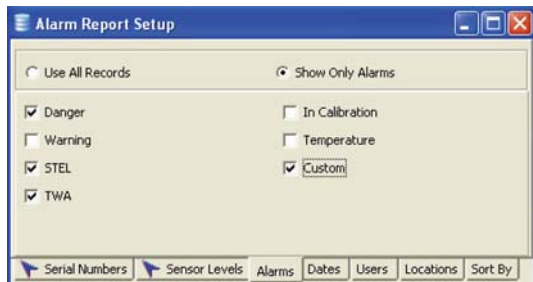 Alarm Report Setup
Use All Records Show Only Alarms
Danger In Calibration
Warning Temperature
STEL Custom
TWA
Serial Numbers Sensor Levels Alarms Dates Users Locations Sort By